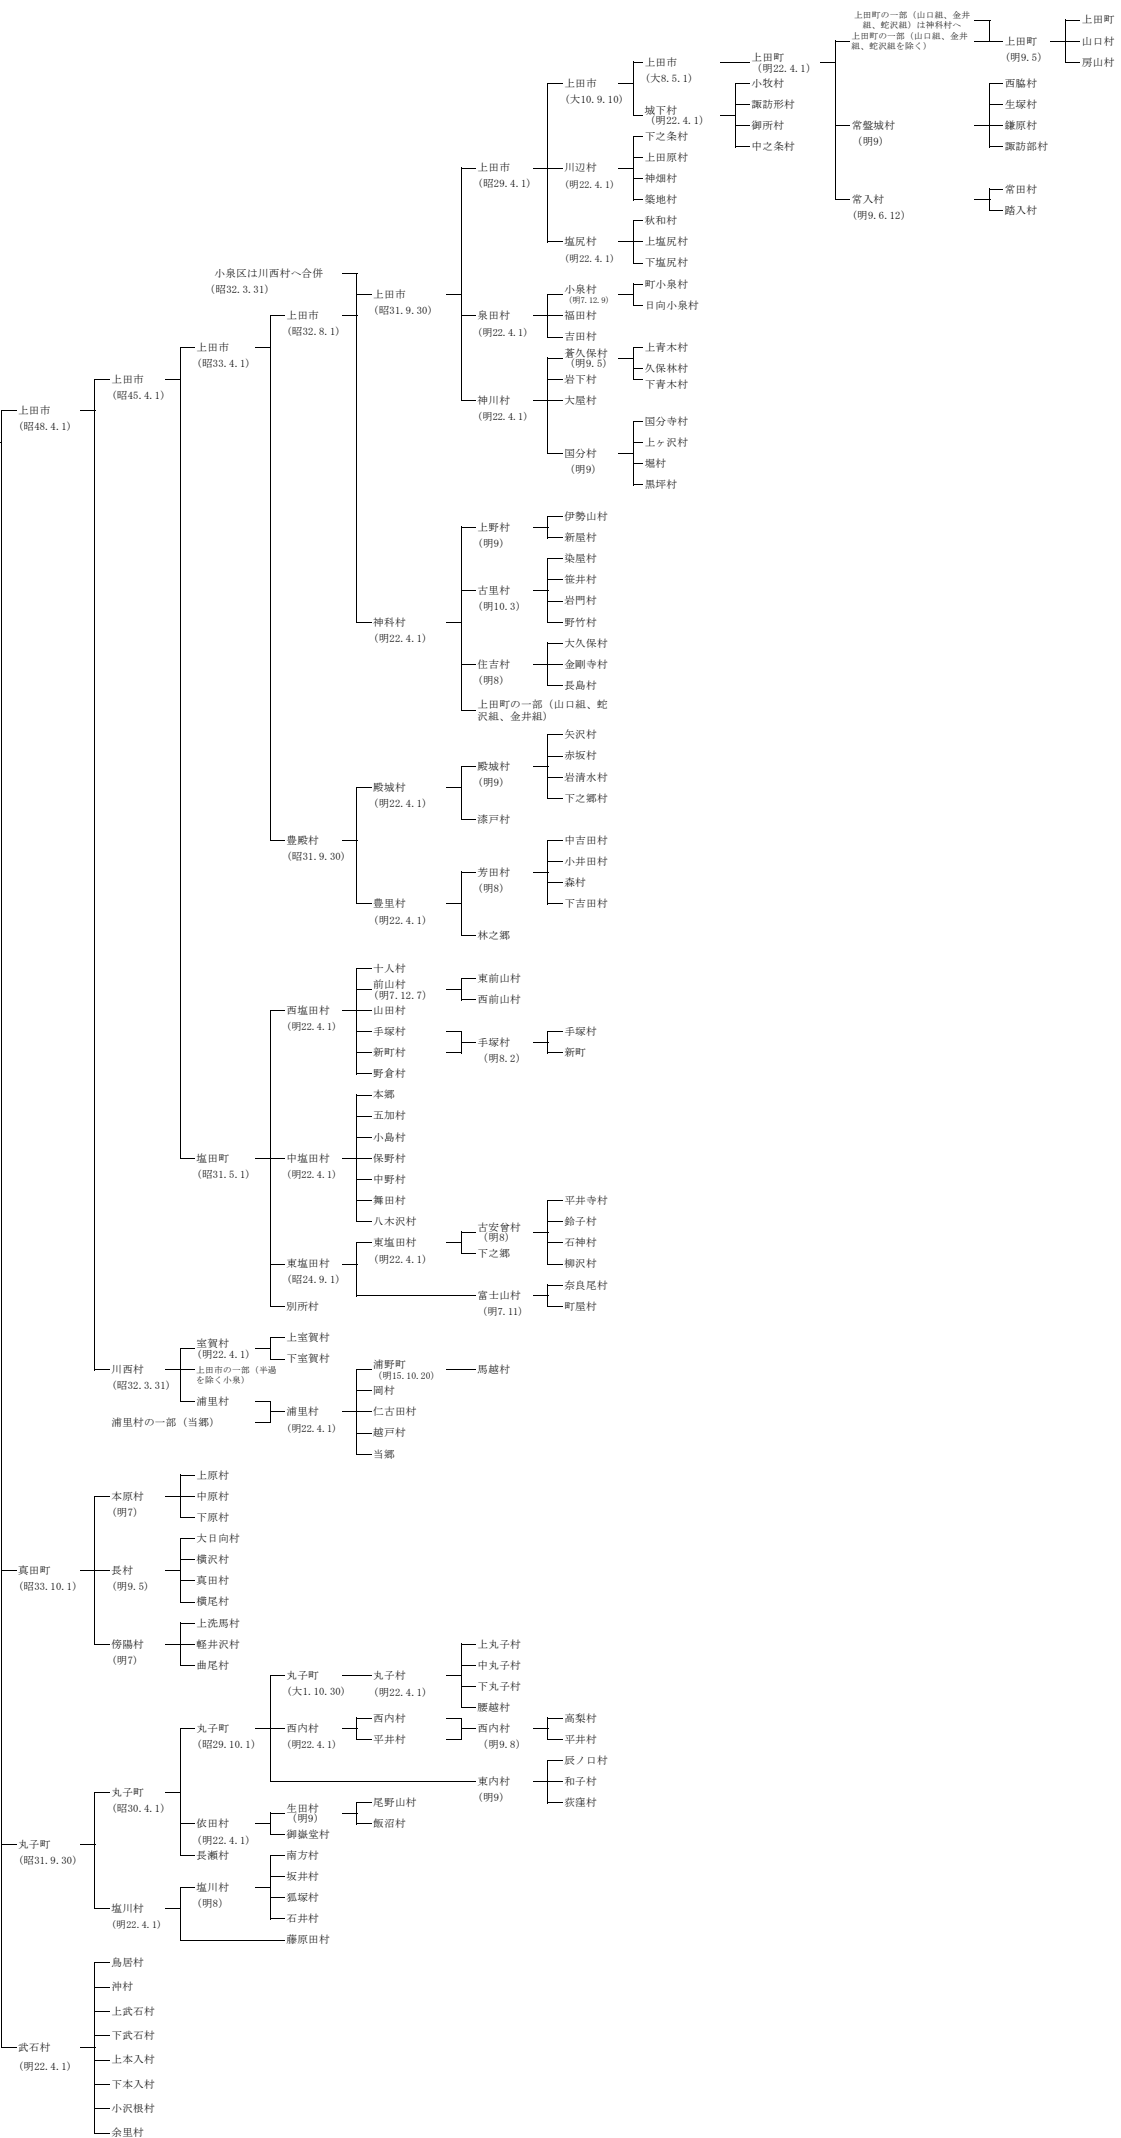 上田町の一部（山口組、金井
組、蛇沢組）は神科村へ
上田町の一部（山口組、金井
組、蛇沢組を除く）
上田町
(明9.5)
上田町
山口村
房山村
上田市
(大8.5.1)
上田町
(明22.4.1)
上田市
(大10.9.10)
城下村
(明22.4.1)
小牧村
諏訪形村
御所村
中之条村
常磐城村
(明9)
西脇村
生塚村
鎌原村
諏訪部村
常入村
(明9.6.12)
常田村
踏入村
上田市
(昭29.4.1)
川辺村
(明22.4.1)
下之条村
上田原村
神畑村
築地村
塩尻村
(明22.4.1)
秋和村
上塩尻村
下塩尻村
小泉区は川西村へ合併
(昭32.3.31)
上田市
(昭31.9.30)
泉田村
(明22.4.1)
小泉村
(明7.12.9)
町小泉村
日向小泉村
福田村
吉田村
上田市
(昭32.8.1)
神川村
(明22.4.1)
蒼久保村
(明9.5)
上青木村
久保林村
下青木村
岩下村
大屋村
国分村
(明9)
国分寺村
上ヶ沢村
堀村
黒坪村
上田市
(昭33.4.1)
上田市
(昭45.4.1)
上田市
(昭48.4.1)
神科村
(明22.4.1)
上野村
(明9)
伊勢山村
新屋村
古里村
(明10.3)
染屋村
笹井村
岩門村
野竹村
住吉村
(明8)
大久保村
金剛寺村
長島村
上田町の一部（山口組、蛇
沢組、金井組）
豊殿村
(昭31.9.30)
殿城村
(明22.4.1)
殿城村
(明9)
矢沢村
赤坂村
岩清水村
下之郷村
漆戸村
豊里村
(明22.4.1)
芳田村
(明8)
中吉田村
小井田村
森村
下吉田村
林之郷
塩田町
(昭31.5.1)
西塩田村
(明22.4.1)
十人村
前山村
(明7.12.7)
東前山村
西前山村
山田村
手塚村
新町村
手塚村
(明8.2)
手塚村
新町
野倉村
中塩田村
(明22.4.1)
本郷
五加村
小島村
保野村
中野村
舞田村
八木沢村
東塩田村
(昭24.9.1)
東塩田村
(明22.4.1)
古安曽村
(明8)
平井寺村
鈴子村
石神村
柳沢村
下之郷
富士山村
(明7.11)
奈良尾村
町屋村
別所村
川西村
(昭32.3.31)
室賀村
(明22.4.1)
上室賀村
下室賀村
上田市の一部（半過
を除く小泉）
浦里村
浦里村の一部（当郷）
浦里村
(明22.4.1)
浦野町
(明15.10.20)
馬越村
岡村
仁古田村
越戸村
当郷
真田町
(昭33.10.1)
本原村
(明7)
上原村
中原村
下原村
長村
(明9.5)
大日向村
横沢村
真田村
横尾村
傍陽村
(明7)
上洗馬村
軽井沢村
曲尾村
丸子町
(昭31.9.30)
丸子町
(昭30.4.1)
丸子町
(昭29.10.1)
丸子町
(大1.10.30)
丸子村
(明22.4.1)
上丸子村
中丸子村
下丸子村
腰越村
西内村
(明22.4.1)
西内村
平井村
西内村
(明9.8)
高梨村
平井村
東内村
(明9)
辰ノ口村
和子村
荻窪村
依田村
(明22.4.1)
生田村
(明9)
尾野山村
飯沼村
御嶽堂村
長瀬村
塩川村
(明22.4.1)
塩川村
(明8)
南方村
坂井村
狐塚村
石井村
藤原田村
武石村
(明22.4.1)
鳥居村
沖村
上武石村
下武石村
上本入村
下本入村
小沢根村
余里村